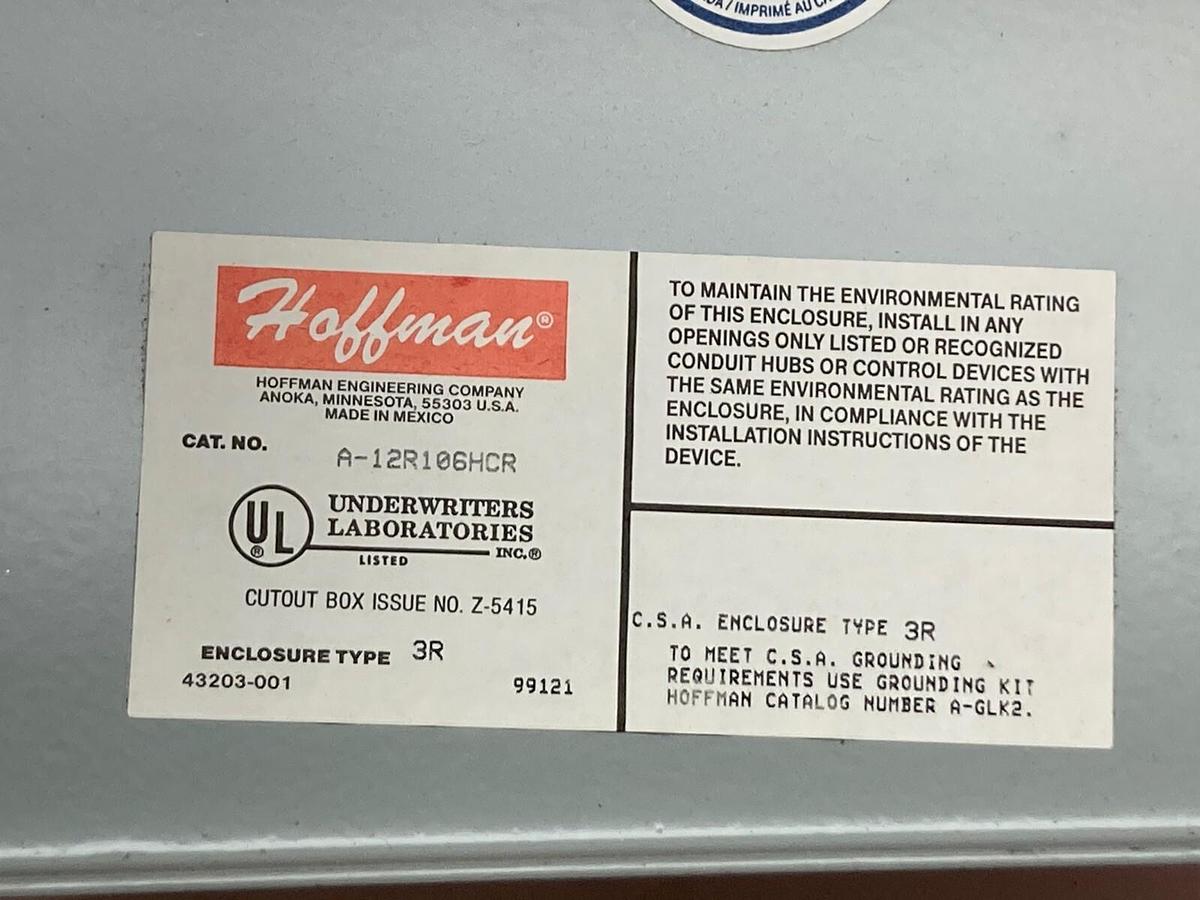 / IMPRIMÉ AU
Hoffman®
HOFFMAN ENGINEERING COMPANY
ANOKA, MINNESOTA, 55303 U.S.A.
MADE IN MEXICO
CAT. NO. A-12R106HCR
UL®
UNDERWRITERS
LABORATORIES
INC.®
LISTED
CUTOUT BOX ISSUE NO. Z-5415
ENCLOSURE TYPE 3R
43203-001 99121
TO MAINTAIN THE ENVIRONMENTAL RATING
OF THIS ENCLOSURE, INSTALL IN ANY
OPENINGS ONLY LISTED OR RECOGNIZED
CONDUIT HUBS OR CONTROL DEVICES WITH
THE SAME ENVIRONMENTAL RATING AS THE
ENCLOSURE, IN COMPLIANCE WITH THE
INSTALLATION INSTRUCTIONS OF THE
DEVICE.
C.S.A. ENCLOSURE TYPE 3R
TO MEET C.S.A. GROUNDING
REQUIREMENTS USE GROUNDING KIT
HOFFMAN CATALOG NUMBER A-GLK2.